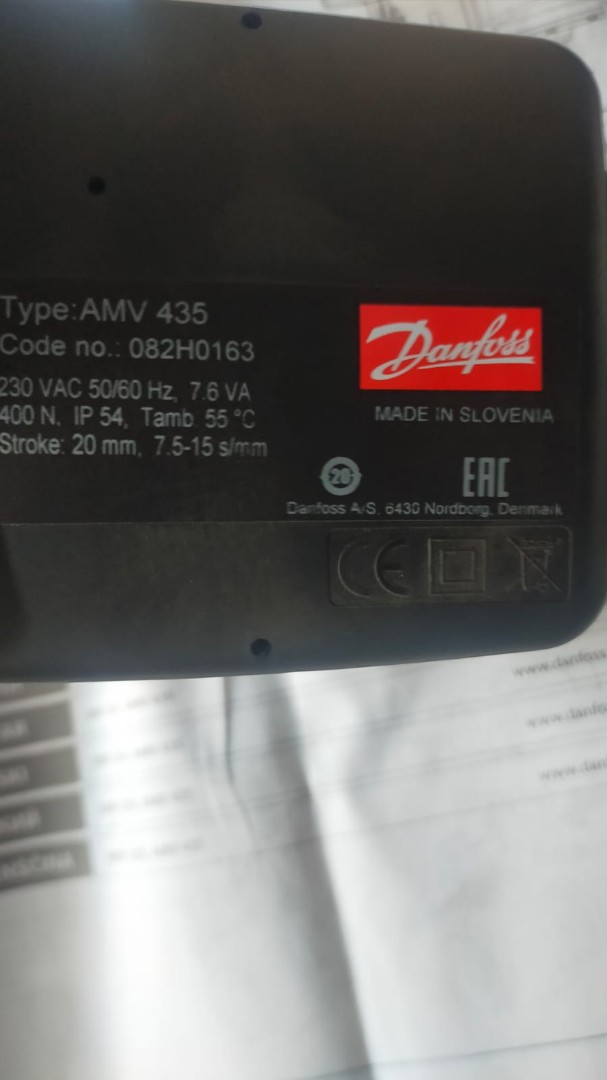 Type:AMV 435
Code no.: 082H0163
230 VAC 50/60 Hz, 7.6 VA
400 N, IP 54, Tamb 55 °C
Stroke: 20 mm, 7.5-15 s/mm
Danfoss
MADE IN SLOVENIA
20
EAC
Danfoss A/S, 6430 Nordborg, Denmark
CE
www.danfoss
www.danfo
www.dan